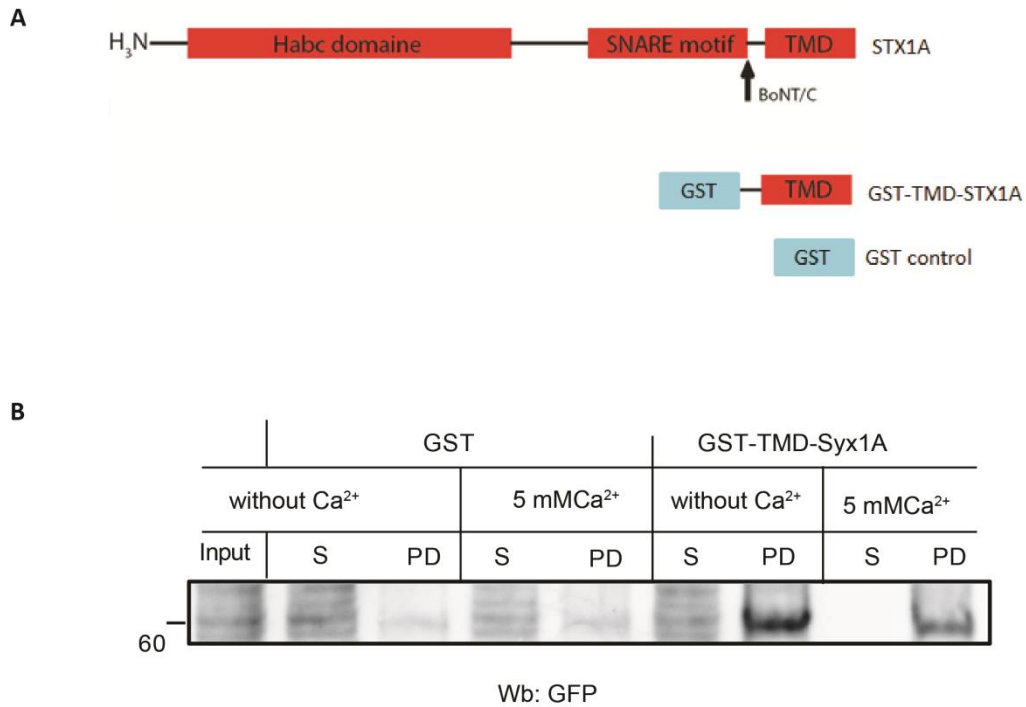 A
H₃N
Habc domaine
SNARE motif
TMD
STX1A
BoNT/C
GST
TMD
GST-TMD-STX1A
GST
GST control
B
GST
GST-TMD-Syx1A
without Ca²⁺
5 mMCa²⁺
without Ca²⁺
5 mMCa²⁺
Input
S
PD
S
PD
S
PD
S
PD
60
Wb: GFP